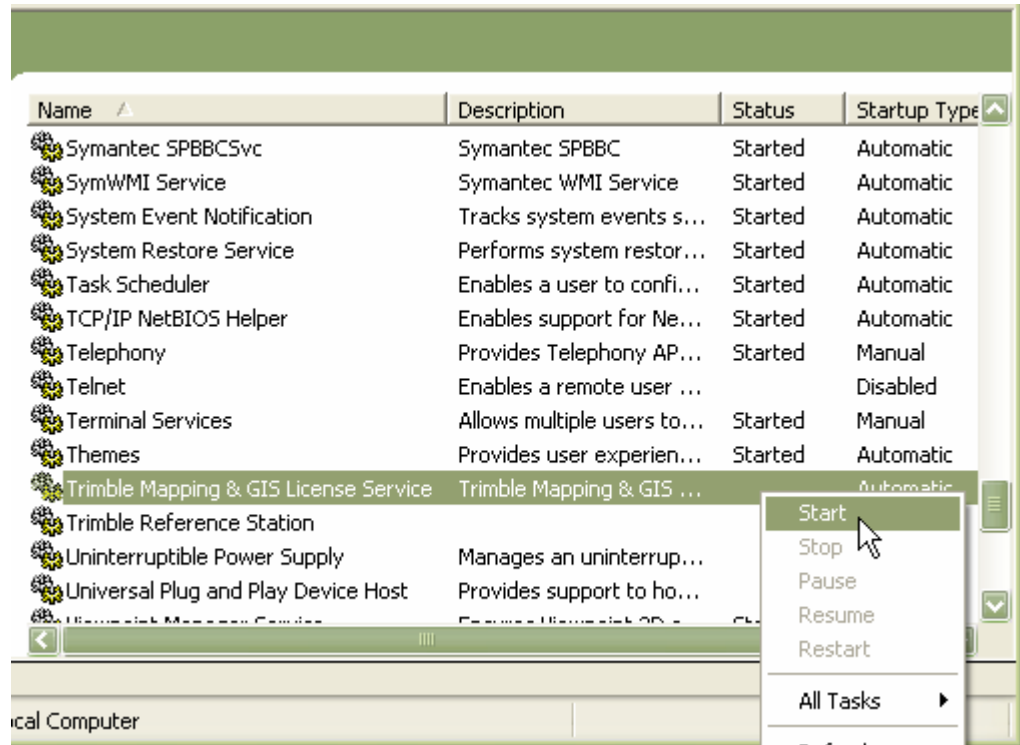 Name Description Status Startup Type
Symantec SPBBCSvc Symantec SPBBC Started Automatic
SymWMI Service Symantec WMI Service Started Automatic
System Event Notification Tracks system events s... Started Automatic
System Restore Service Performs system restor... Started Automatic
Task Scheduler Enables a user to confi... Started Automatic
TCP/IP NetBIOS Helper Enables support for Ne... Started Automatic
Telephony Provides Telephony AP... Started Manual
Telnet Enables a remote user ... Disabled
Terminal Services Allows multiple users to... Started Manual
Themes Provides user experien... Started Automatic
Trimble Mapping & GIS License Service Trimble Mapping & GIS ... Automatic
Trimble Reference Station
Uninterruptible Power Supply Manages an uninterrup...
Universal Plug and Play Device Host Provides support to ho...
Start
Stop
Pause
Resume
Restart
All Tasks
cal Computer